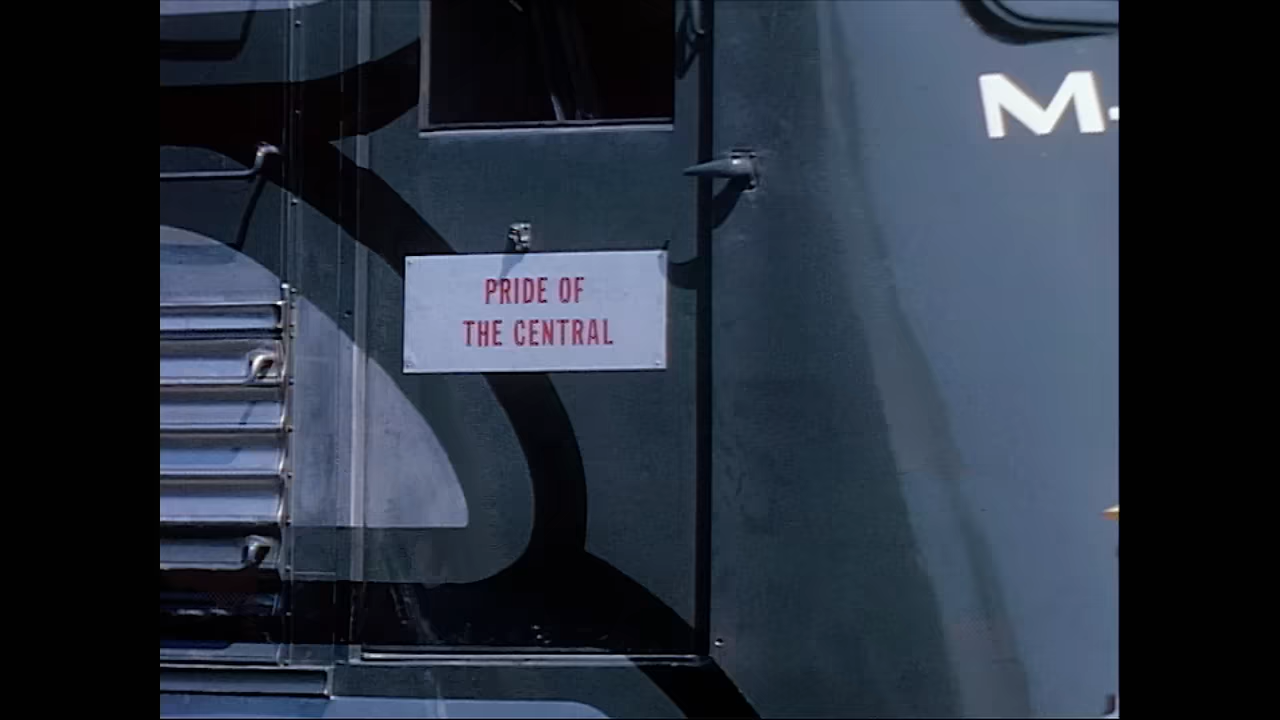 M-
PRIDE OF
THE CENTRAL